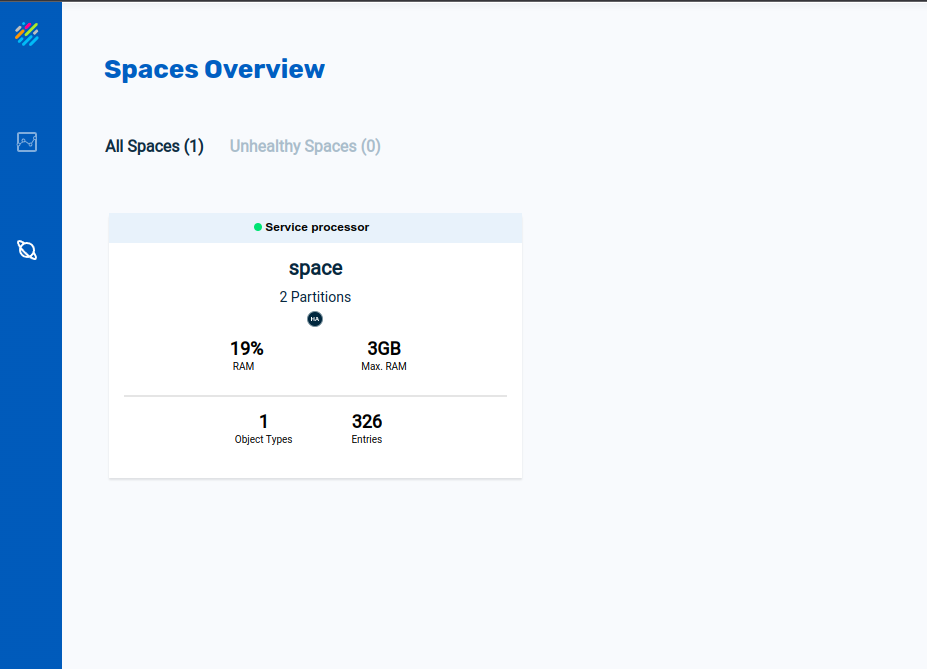 Spaces Overview
All Spaces (1) Unhealthy Spaces (0)
Service processor
space
2 Partitions
HA
19% 3GB
RAM Max. RAM
1 326
Object Types Entries